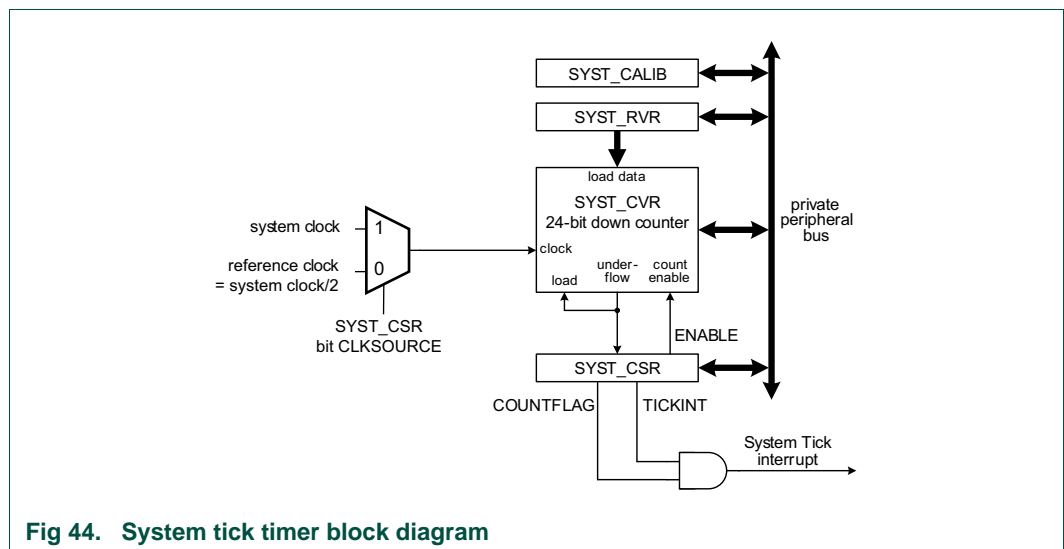 SYST_CALIB
SYST_RVR
load data
SYST_CVR
24-bit down counter
private
peripheral
bus
system clock
1
clock
reference clock
= system clock/2
0
under-
flow
count
enable
load
SYST_CSR
bit CLKSOURCE
ENABLE
SYST_CSR
COUNTFLAG
TICKINT
System Tick
interrupt
Fig 44. System tick timer block diagram